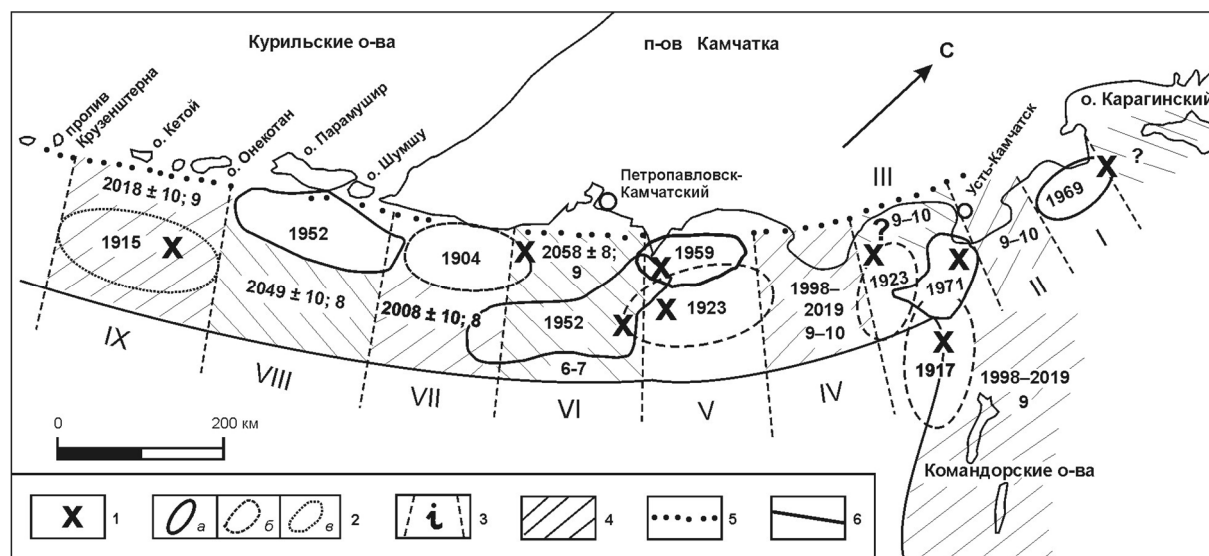 Курильские о-ва
п-ов Камчатка
С
пролив
Крузенштерна
о. Кетой
о. Онекотан
о. Парамушир
о. Шумшу
Петропавловск-
Камчатский
Усть-Камчатск
о. Карагинский
2018 ± 10; 9
1915
1952
2049 ± 10; 8
1904
2008 ± 10; 8
2058 ± 8;
9
1952
6-7
1959
1923
1998–
2019
9–10
III
9–10
?
1923
1971
1917
9–10
1969
?
1998–2019
9
Командорские о-ва
IX
VIII
VII
VI
V
IV
II
I
0
200 км
X
1
а
б
в
2
i
3
4
5
6